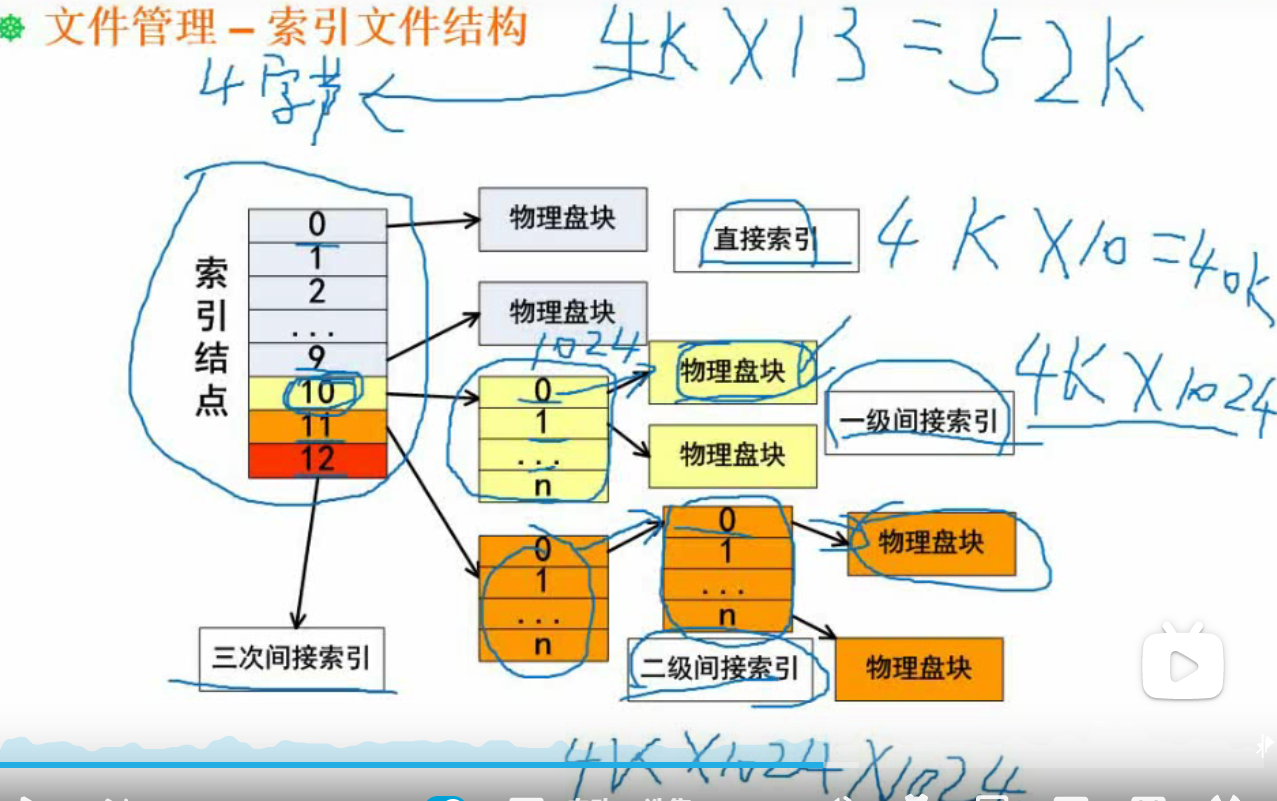 文件管理 – 索引文件结构
4K X 13 = 52K
4字节
索引结点
0
1
2
...
9
10
11
12
物理盘块
物理盘块
直接索引
4 K X 10 = 40K
1024
0
1
...
n
物理盘块
物理盘块
一级间接索引
4K X 1024
0
1
...
n
0
1
...
n
物理盘块
物理盘块
二级间接索引
三次间接索引
4K X 1024 X 1024